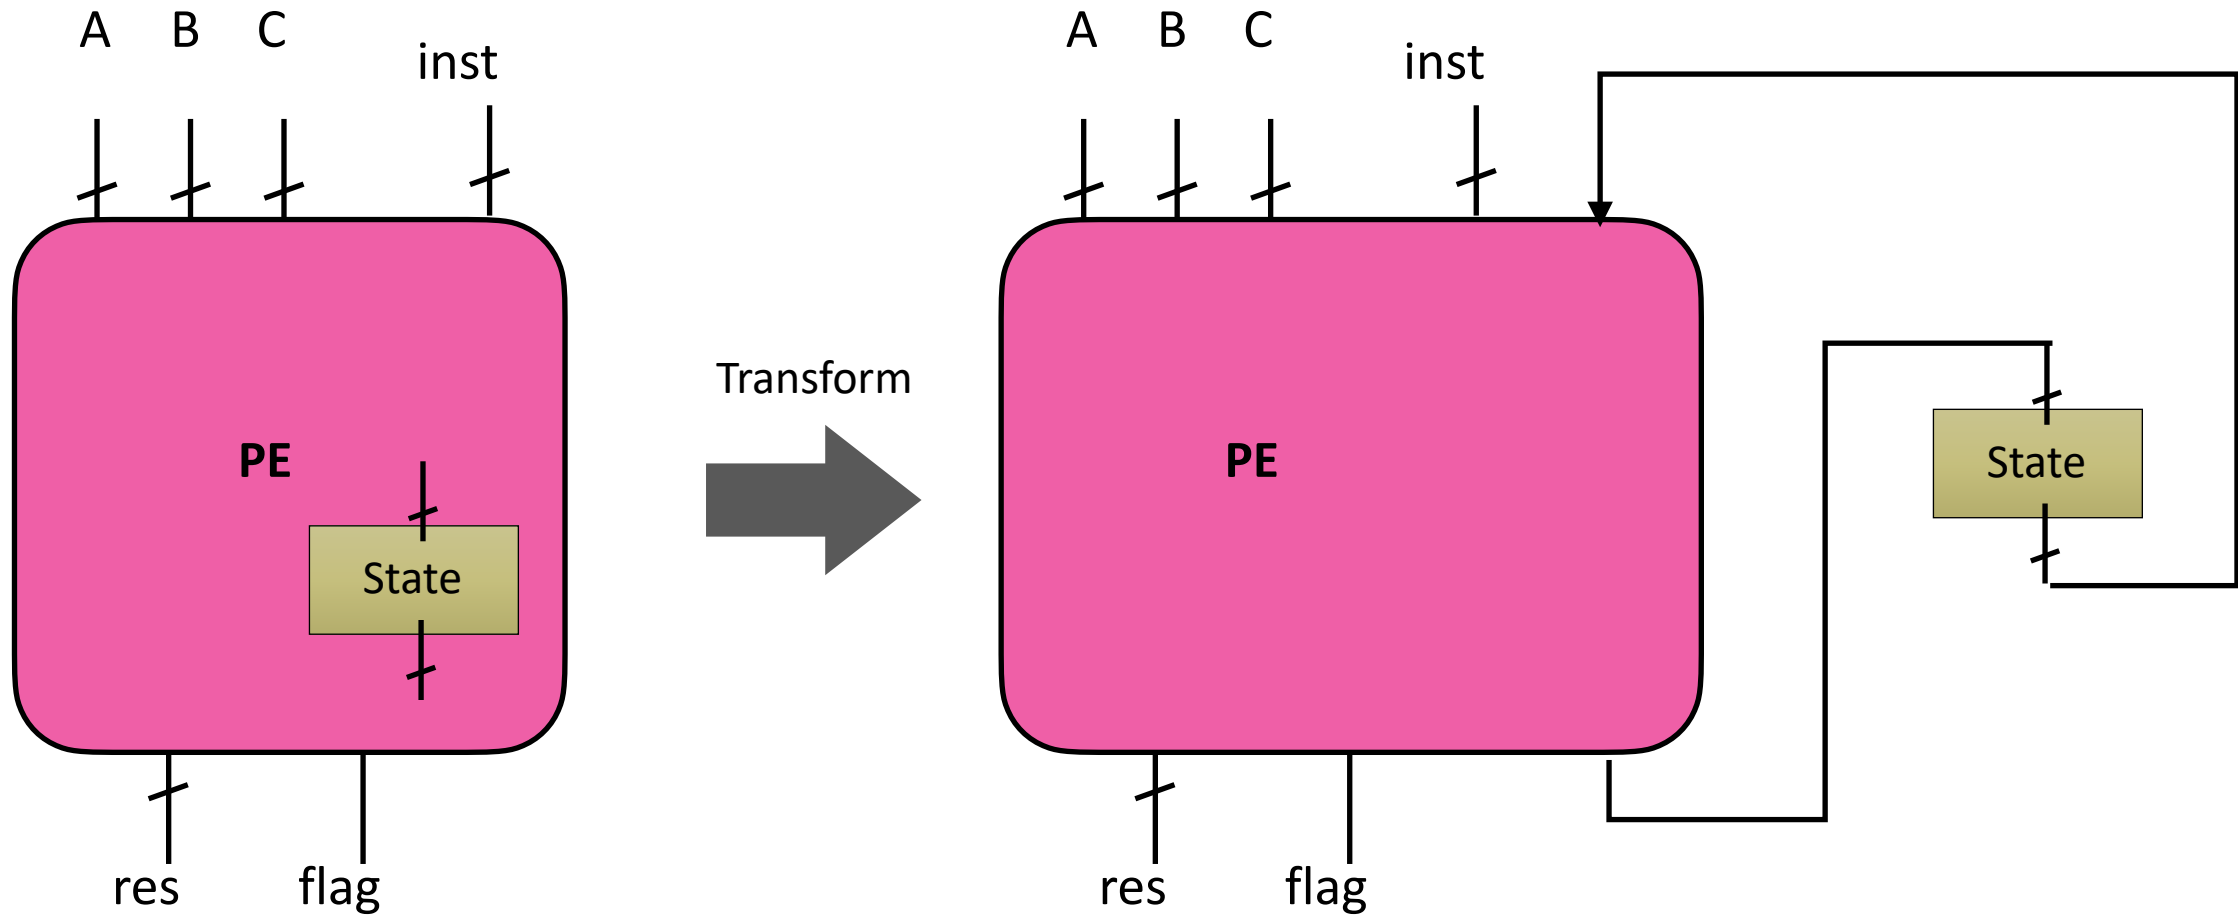 A B C
inst
PE
State
res flag
Transform
A B C
inst
PE
State
res flag